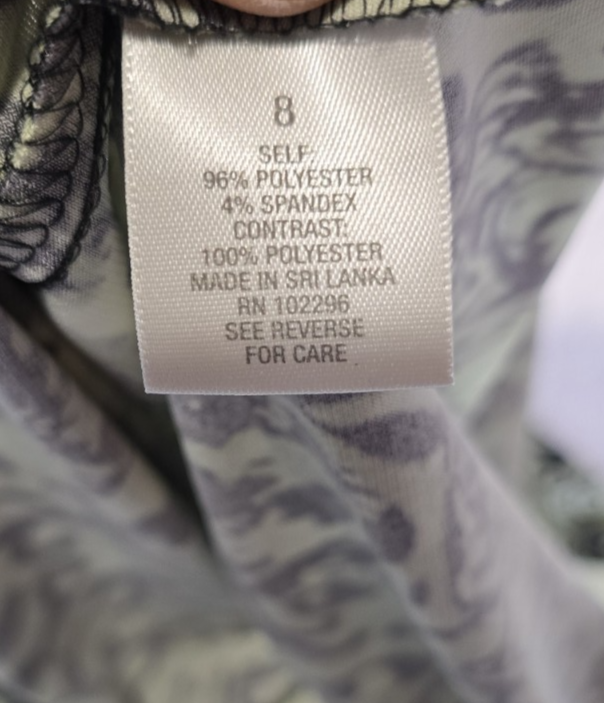 8
SELF:
96% POLYESTER
4% SPANDEX
CONTRAST:
100% POLYESTER
MADE IN SRI LANKA
RN 102296
SEE REVERSE
FOR CARE